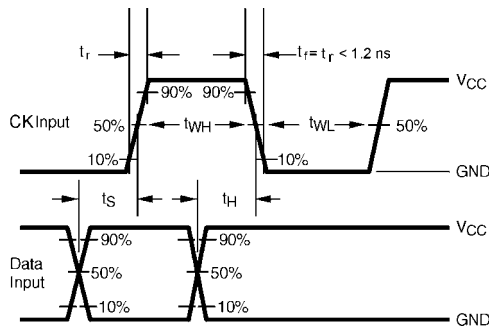 tr
tf = tr < 1.2 ns
CK Input
90% 90%
VCC
50% tWH tWL 50%
10% 10%
GND
tS tH
VCC
90% 90%
Data
Input
50% 50%
10% 10%
GND